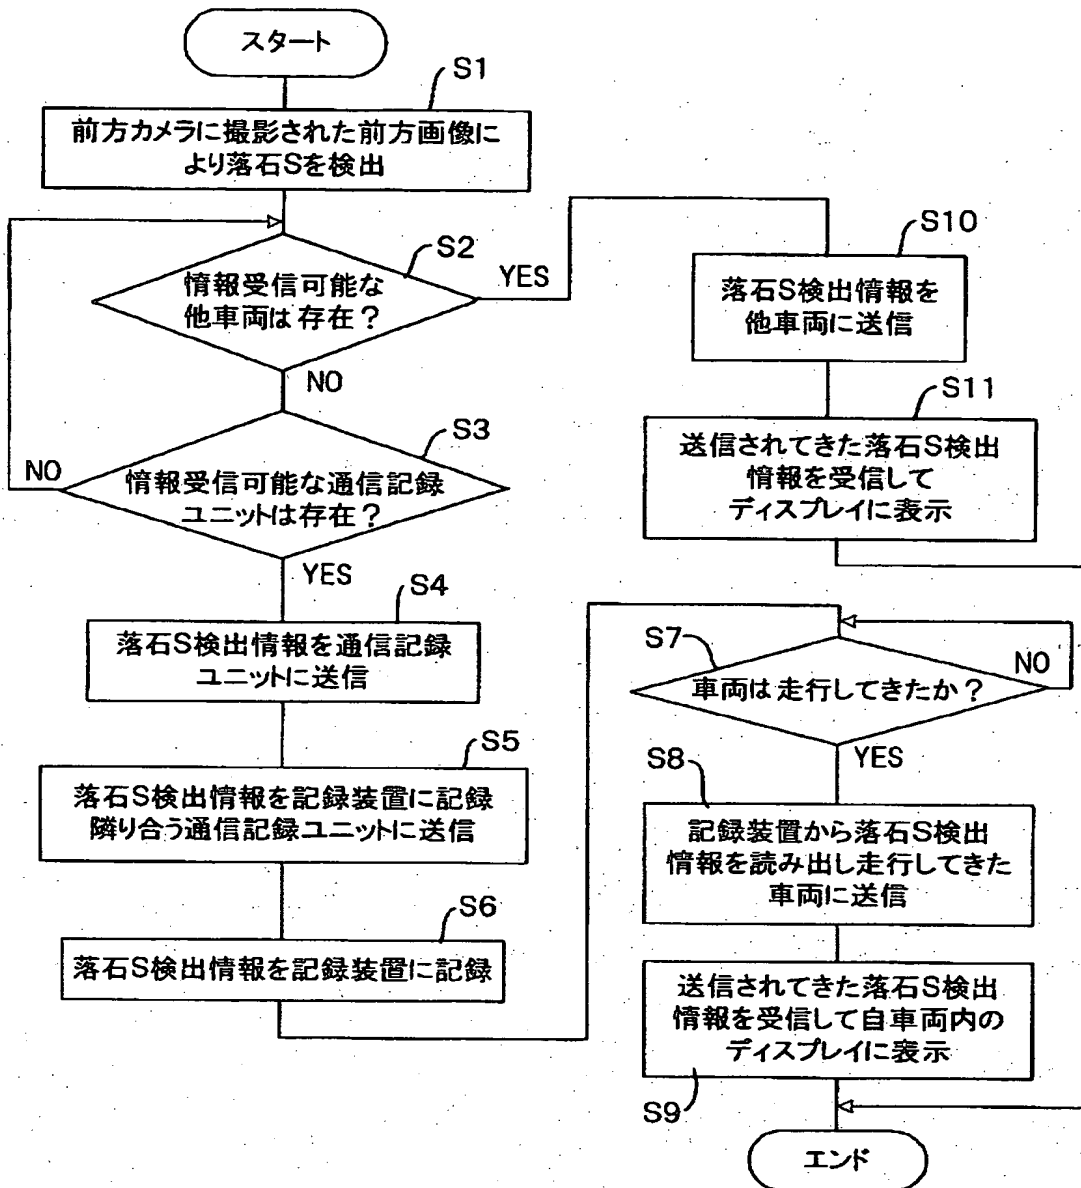 スタート
S1
前方カメラに撮影された前方画像に
より落石Sを検出
S2
情報受信可能な
他車両は存在？
YES
NO
S3
情報受信可能な通信記録
ユニットは存在？
NO
YES
S4
落石S検出情報を通信記録
ユニットに送信
S5
落石S検出情報を記録装置に記録
隣り合う通信記録ユニットに送信
S6
落石S検出情報を記録装置に記録
S10
落石S検出情報を
他車両に送信
S11
送信されてきた落石S検出
情報を受信して
ディスプレイに表示
S7
車両は走行してきたか？
NO
YES
S8
記録装置から落石S検出
情報を読み出し走行してきた
車両に送信
送信されてきた落石S検出
情報を受信して自車両内の
ディスプレイに表示
S9
エンド